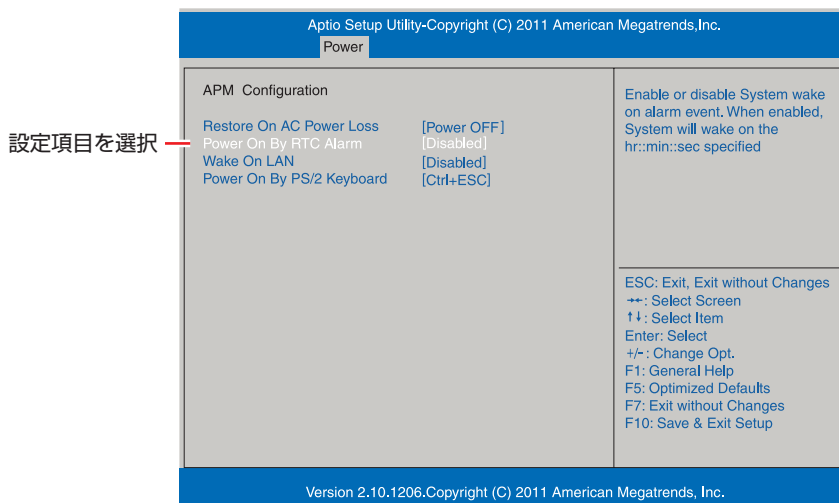 Aptio Setup Utility-Copyright (C) 2011 American Megatrends,Inc.
Power
設定項目を選択
APM Configuration
Restore On AC Power Loss [Power OFF]
Power On By RTC Alarm [Disabled]
Wake On LAN [Disabled]
Power On By PS/2 Keyboard [Ctrl+ESC]
Enable or disable System wake
on alarm event. When enabled,
System will wake on the
hr::min::sec specified
ESC: Exit, Exit without Changes
→←: Select Screen
↑↓: Select Item
Enter: Select
+/-: Change Opt.
F1: General Help
F5: Optimized Defaults
F7: Exit without Changes
F10: Save & Exit Setup
Version 2.10.1206.Copyright (C) 2011 American Megatrends, Inc.